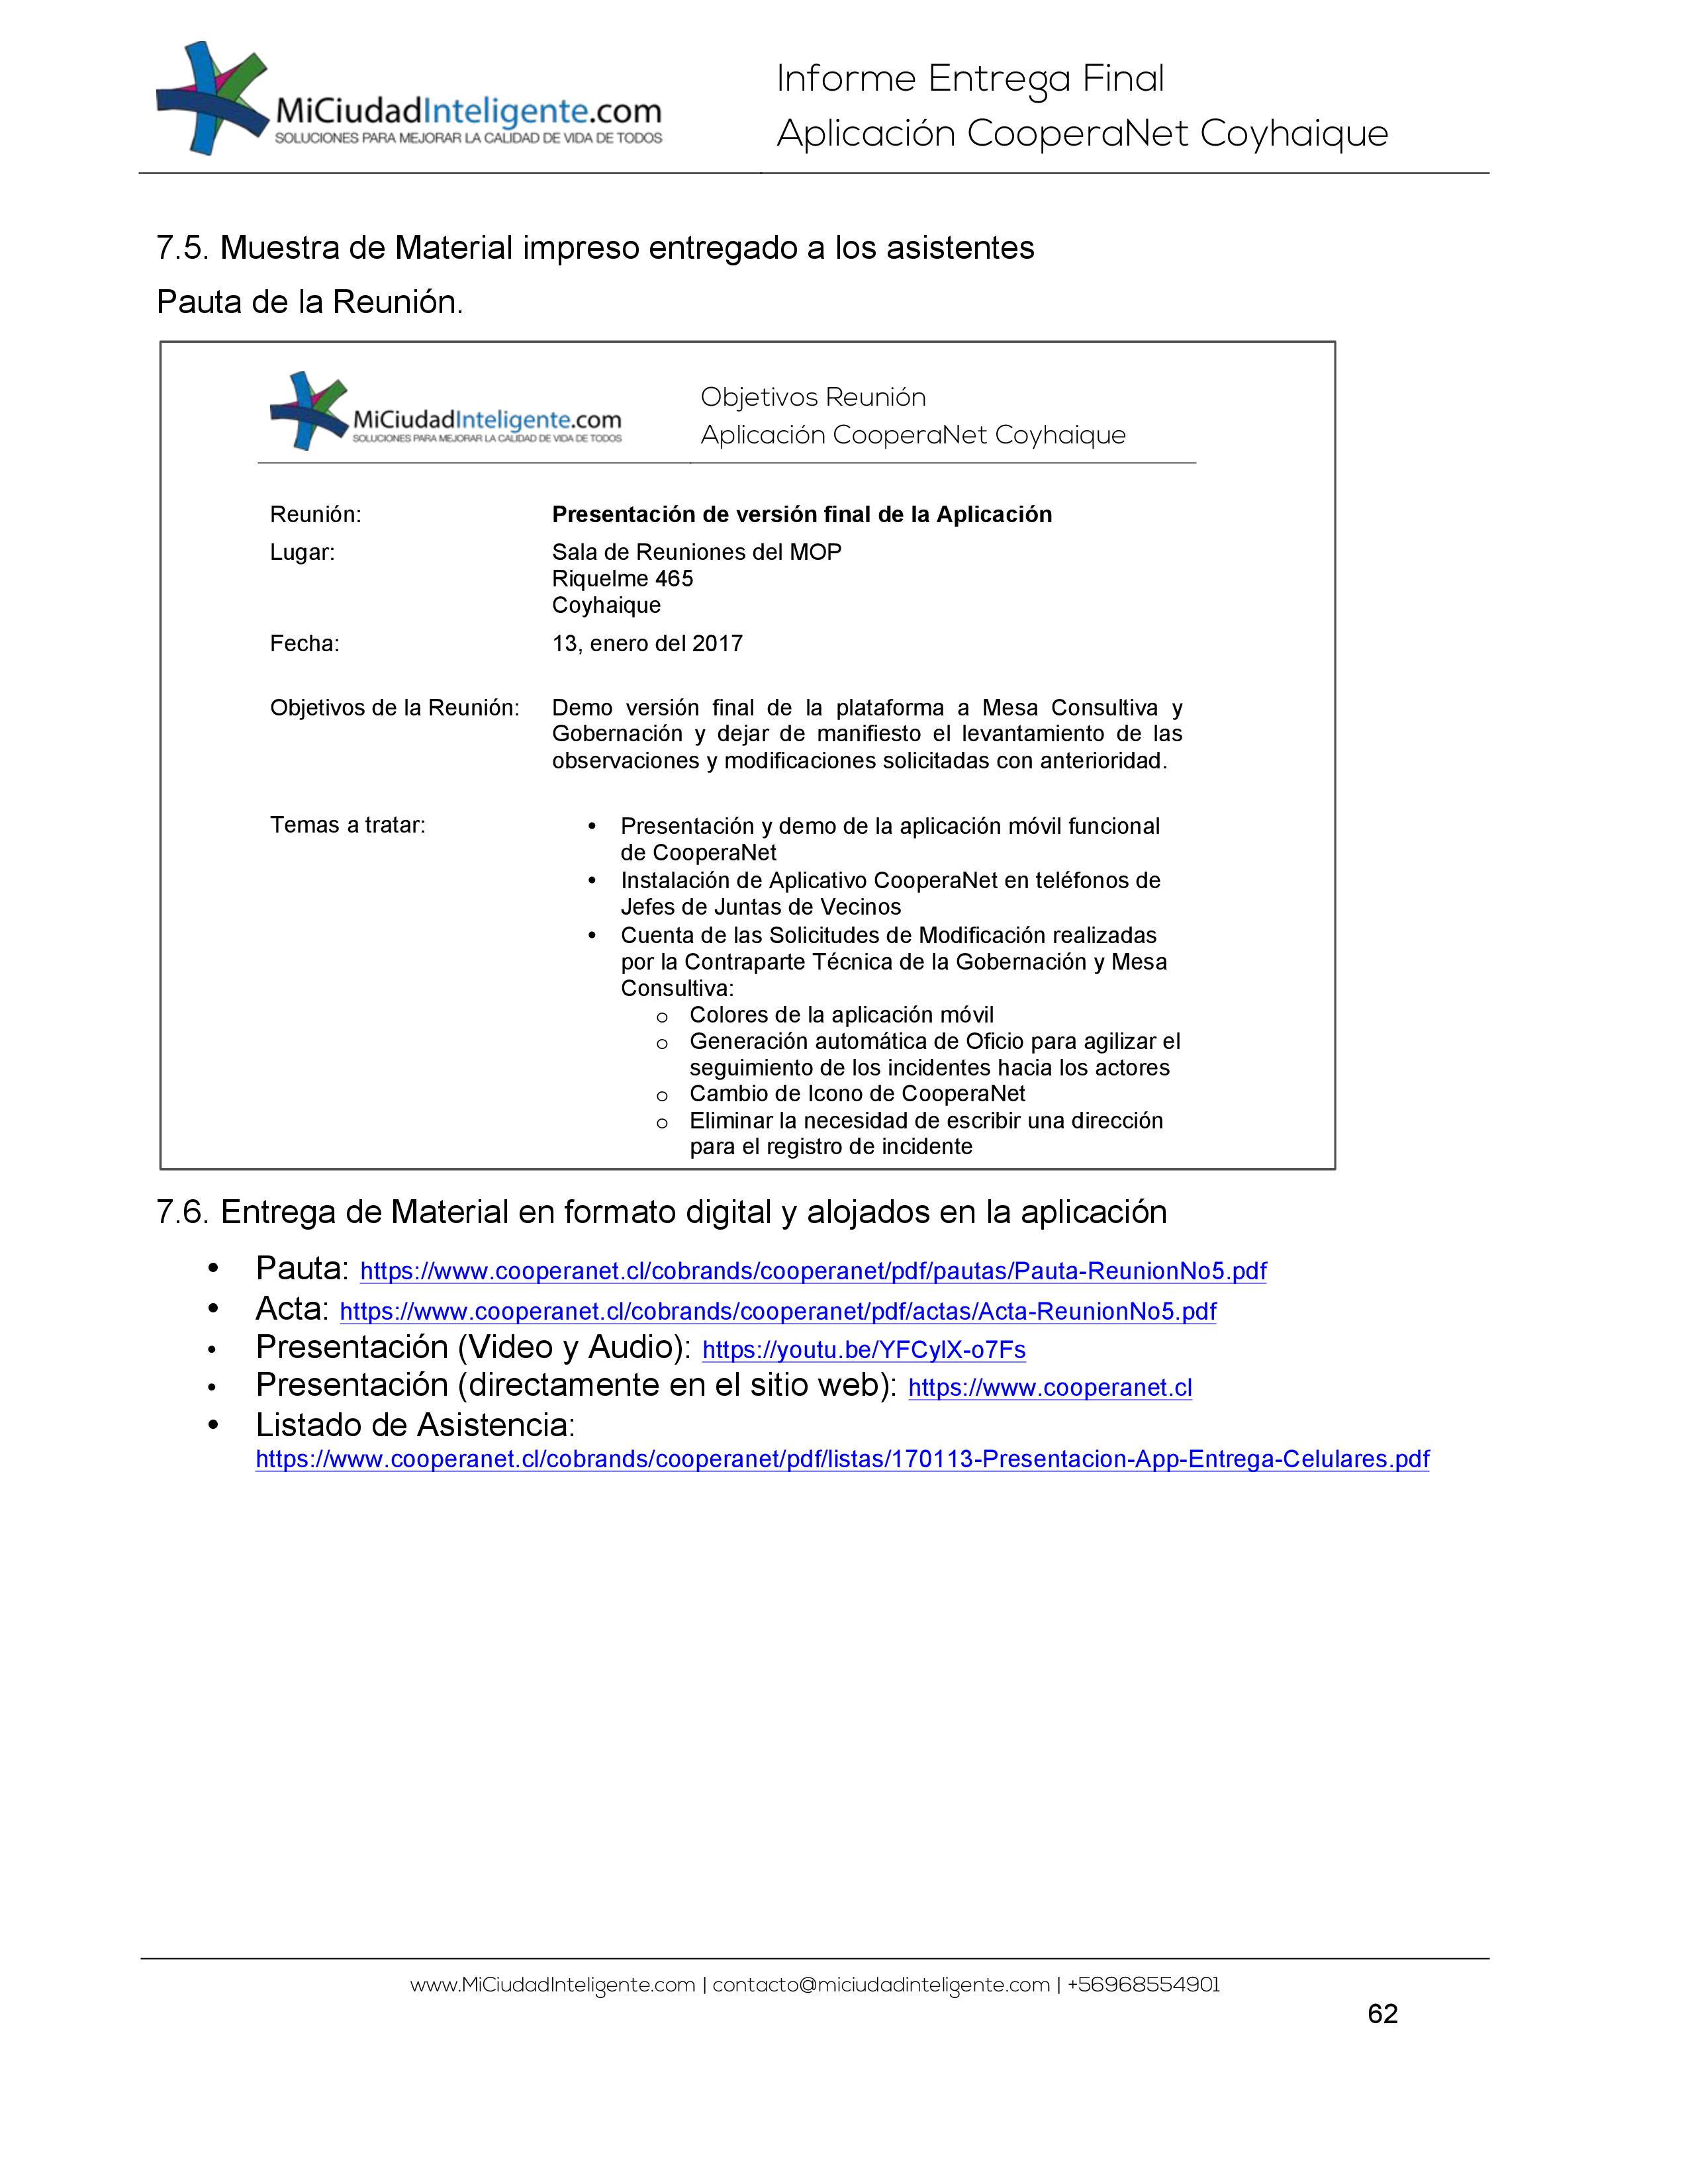 MiCiudadInteligente.com
SOLUCIONES PARA MEJORAR LA CALIDAD DE VIDA DE TODOS
Informe Entrega Final
Aplicación CooperaNet Coyhaique
7.5. Muestra de Material impreso entregado a los asistentes
Pauta de la Reunión.
MiCiudadInteligente.com
SOLUCIONES PARA MEJORAR LA CALIDAD DE VIDA DE TODOS
Objetivos Reunión
Aplicación CooperaNet Coyhaique
Reunión: Presentación de versión final de la Aplicación
Lugar: Sala de Reuniones del MOP
Riquelme 465
Coyhaique
Fecha: 13, enero del 2017
Objetivos de la Reunión: Demo versión final de la plataforma a Mesa Consultiva y
Gobernación y dejar de manifiesto el levantamiento de las
observaciones y modificaciones solicitadas con anterioridad.
Temas a tratar: • Presentación y demo de la aplicación móvil funcional
de CooperaNet
• Instalación de Aplicativo CooperaNet en teléfonos de
Jefes de Juntas de Vecinos
• Cuenta de las Solicitudes de Modificación realizadas
por la Contraparte Técnica de la Gobernación y Mesa
Consultiva:
o Colores de la aplicación móvil
o Generación automática de Oficio para agilizar el
seguimiento de los incidentes hacia los actores
o Cambio de Icono de CooperaNet
o Eliminar la necesidad de escribir una dirección
para el registro de incidente
7.6. Entrega de Material en formato digital y alojados en la aplicación
• Pauta: https://www.cooperanet.cl/cobrands/cooperanet/pdf/pautas/Pauta-ReunionNo5.pdf
• Acta: https://www.cooperanet.cl/cobrands/cooperanet/pdf/actas/Acta-ReunionNo5.pdf
• Presentación (Video y Audio): https://youtu.be/YFCylX-o7Fs
• Presentación (directamente en el sitio web): https://www.cooperanet.cl
• Listado de Asistencia:
https://www.cooperanet.cl/cobrands/cooperanet/pdf/listas/170113-Presentacion-App-Entrega-Celulares.pdf
www.MiCiudadInteligente.com | contacto@miciudadinteligente.com | +56968554901
62